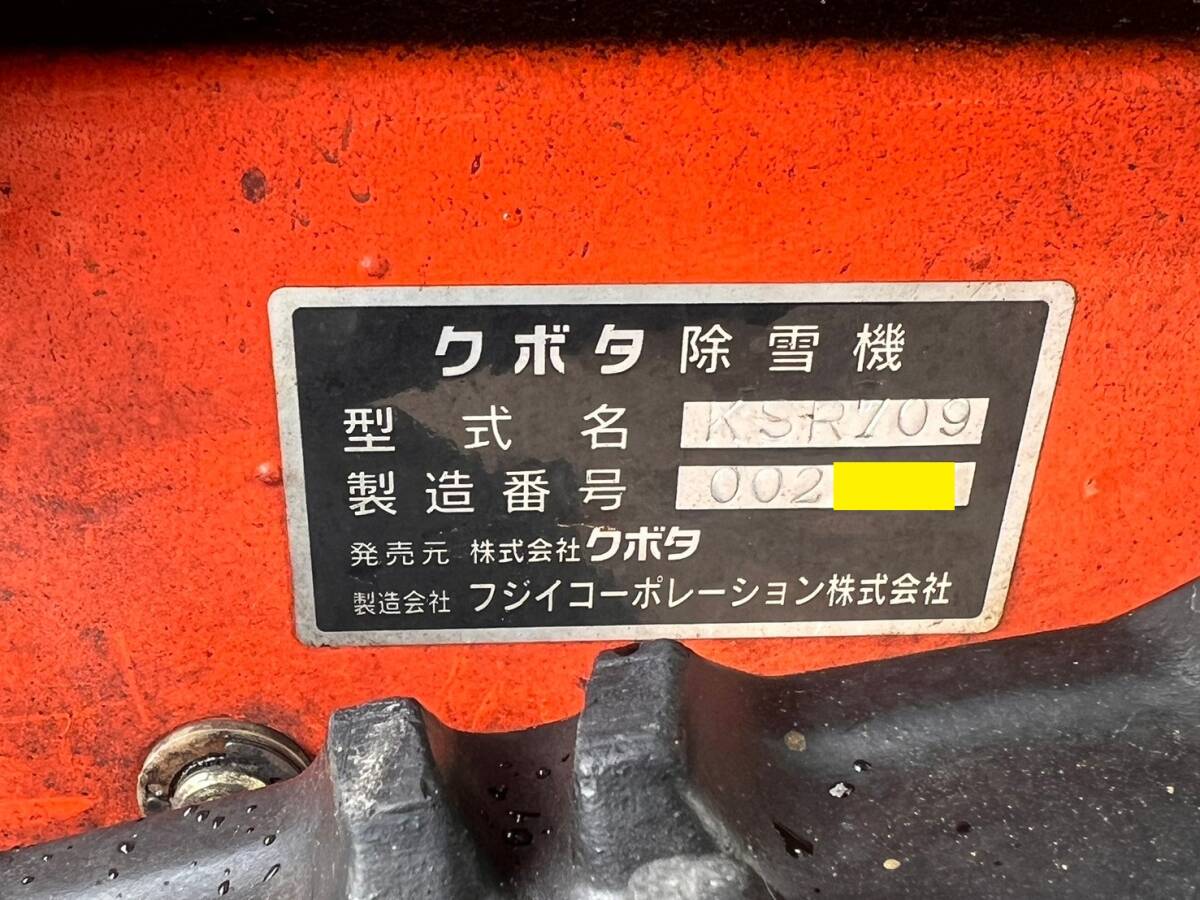 クボタ除雪機
型式名 KSR709
製造番号 002
発売元 株式会社クボタ
製造会社 フジイコーポレーション株式会社